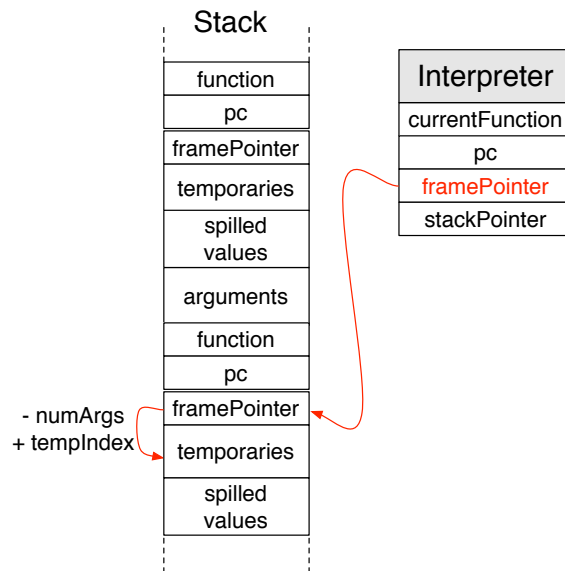 Stack
function
pc
framePointer
temporaries
spilled
values
arguments
function
pc
framePointer
temporaries
spilled
values
- numArgs
+ tempIndex
Interpreter
currentFunction
pc
framePointer
stackPointer